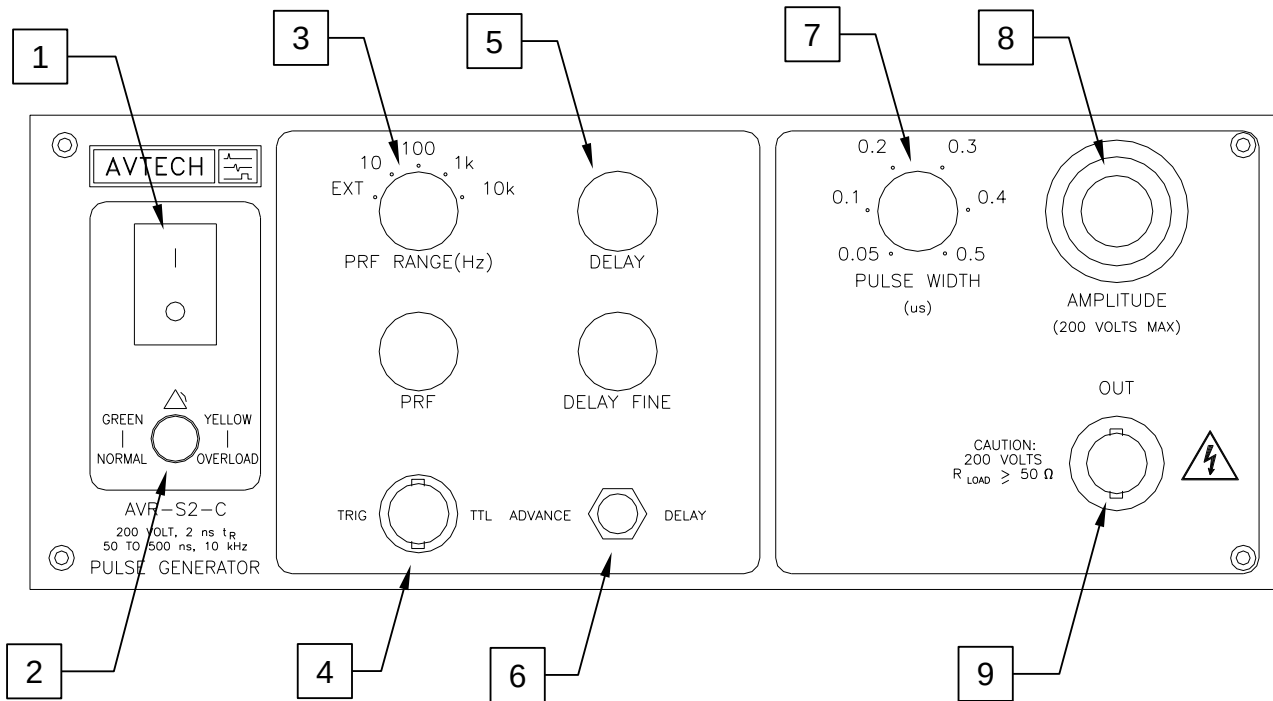 1
3
5
7
8
AVTECH
EXT
10
100
1k
10k
PRF RANGE(Hz)
DELAY
0.05
0.1
0.2
0.3
0.4
0.5
PULSE WIDTH
(us)
AMPLITUDE
(200 VOLTS MAX)
PRF
DELAY FINE
GREEN
NORMAL
YELLOW
OVERLOAD
OUT
CAUTION:
200 VOLTS
R LOAD ≥ 50 Ω
TRIG
TTL
ADVANCE
DELAY
AVR-S2-C
200 VOLT, 2 ns tR
50 TO 500 ns, 10 kHz
PULSE GENERATOR
2
4
6
9